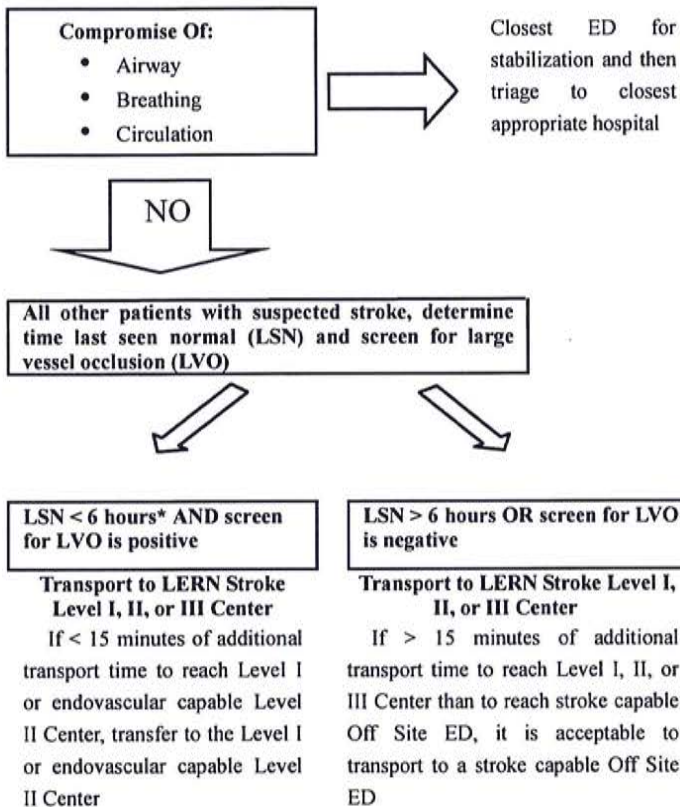 Compromise Of:
• Airway
• Breathing
• Circulation
Closest ED for
stabilization and then
triage to closest
appropriate hospital
NO
All other patients with suspected stroke, determine
time last seen normal (LSN) and screen for large
vessel occlusion (LVO)
LSN < 6 hours* AND screen
for LVO is positive
Transport to LERN Stroke
Level I, II, or III Center
If < 15 minutes of additional
transport time to reach Level I
or endovascular capable Level
II Center, transfer to the Level I
or endovascular capable Level
II Center
LSN > 6 hours OR screen for LVO
is negative
Transport to LERN Stroke Level I,
II, or III Center
If > 15 minutes of additional
transport time to reach Level I, II, or
III Center than to reach stroke capable
Off Site ED, it is acceptable to
transport to a stroke capable Off Site
ED